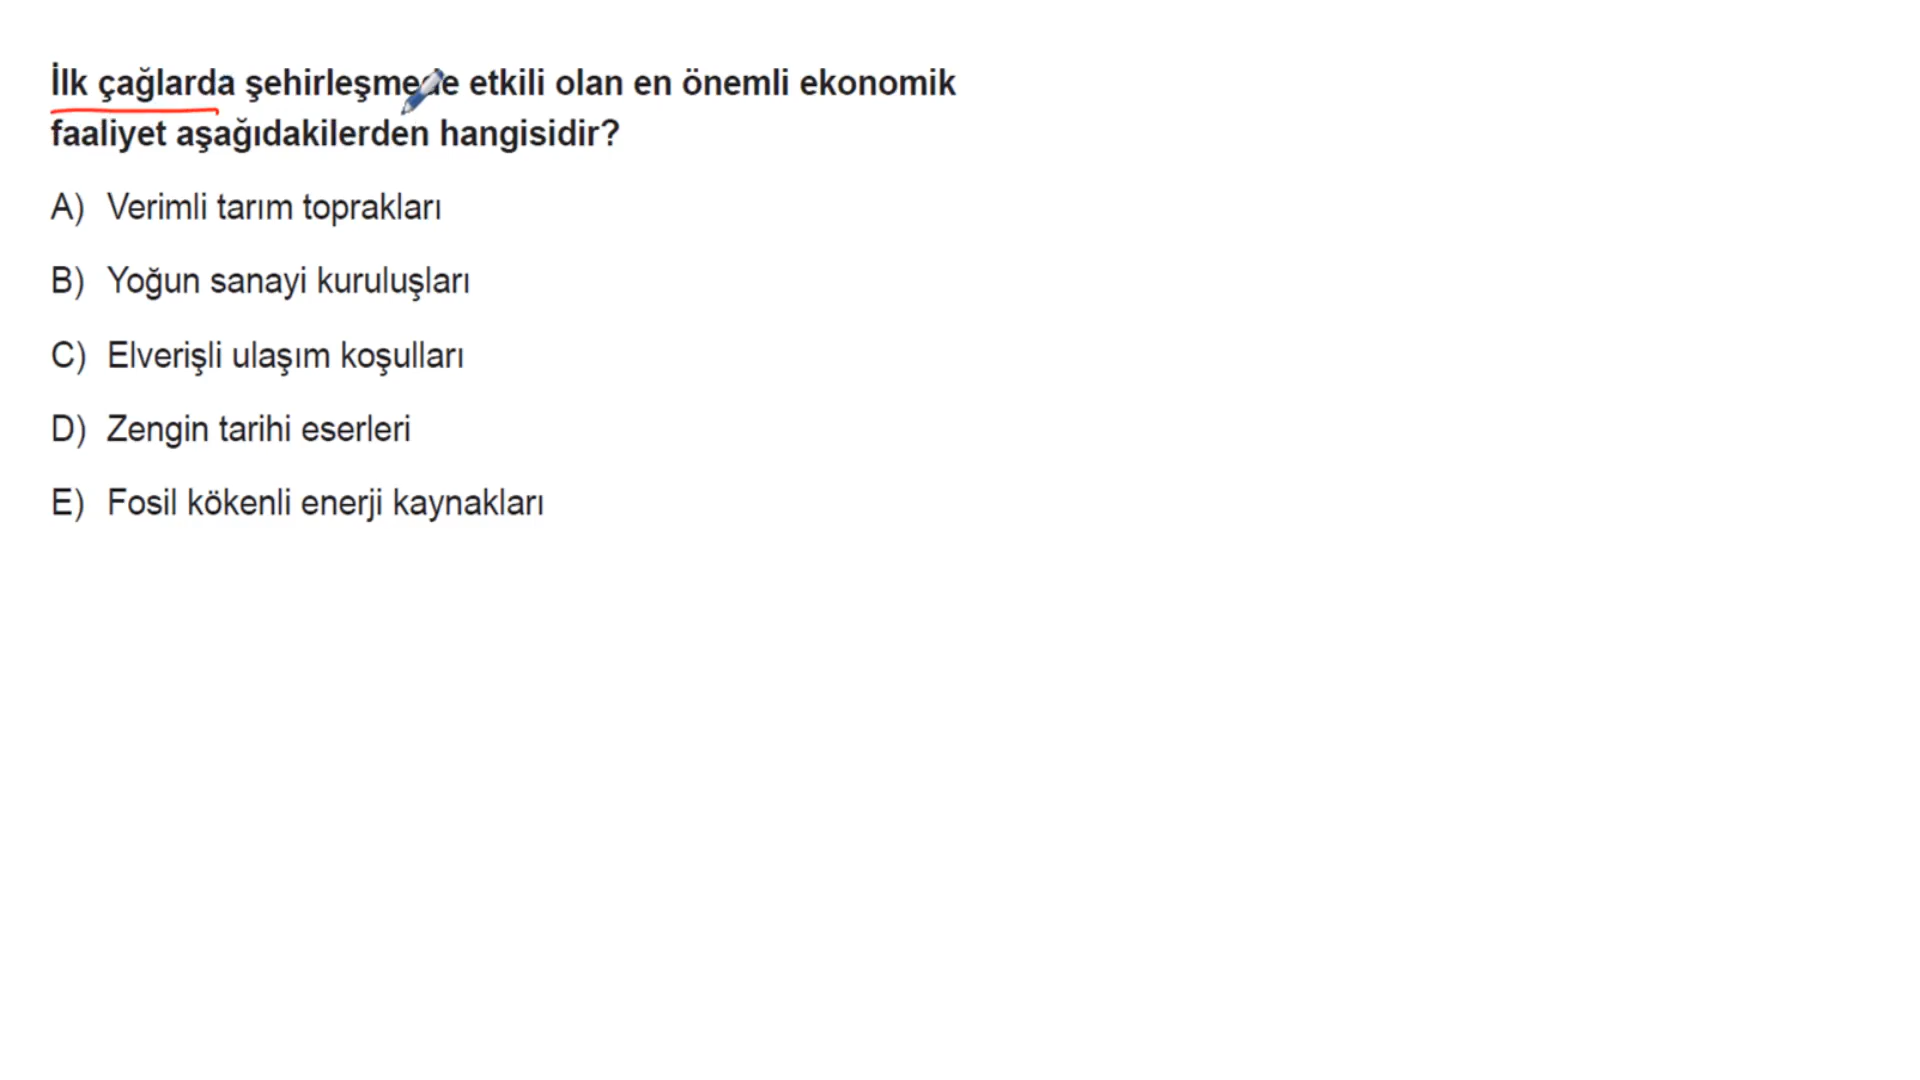 İlk çağlarda şehirleşmede etkili olan en önemli ekonomik
faaliyet aşağıdakilerden hangisidir?
A) Verimli tarım toprakları
B) Yoğun sanayi kuruluşları
C) Elverişli ulaşım koşulları
D) Zengin tarihi eserleri
E) Fosil kökenli enerji kaynakları